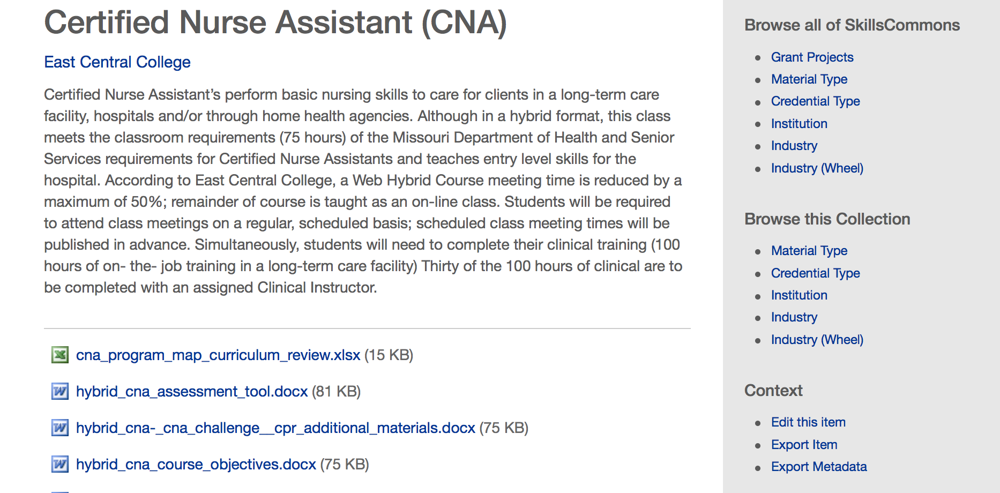 Certified Nurse Assistant (CNA)
East Central College
Certified Nurse Assistant’s perform basic nursing skills to care for clients in a long-term care
facility, hospitals and/or through home health agencies. Although in a hybrid format, this class
meets the classroom requirements (75 hours) of the Missouri Department of Health and Senior
Services requirements for Certified Nurse Assistants and teaches entry level skills for the
hospital. According to East Central College, a Web Hybrid Course meeting time is reduced by a
maximum of 50%; remainder of course is taught as an on-line class. Students will be required
to attend class meetings on a regular, scheduled basis; scheduled class meeting times will be
published in advance. Simultaneously, students will need to complete their clinical training (100
hours of on- the- job training in a long-term care facility) Thirty of the 100 hours of clinical are to
be completed with an assigned Clinical Instructor.
cna_program_map_curriculum_review.xlsx (15 KB)
hybrid_cna_assessment_tool.docx (81 KB)
hybrid_cna-_cna_challenge__cpr_additional_materials.docx (75 KB)
hybrid_cna_course_objectives.docx (75 KB)
Browse all of SkillsCommons
Grant Projects
Material Type
Credential Type
Institution
Industry
Industry (Wheel)
Browse this Collection
Material Type
Credential Type
Institution
Industry
Industry (Wheel)
Context
Edit this item
Export Item
Export Metadata